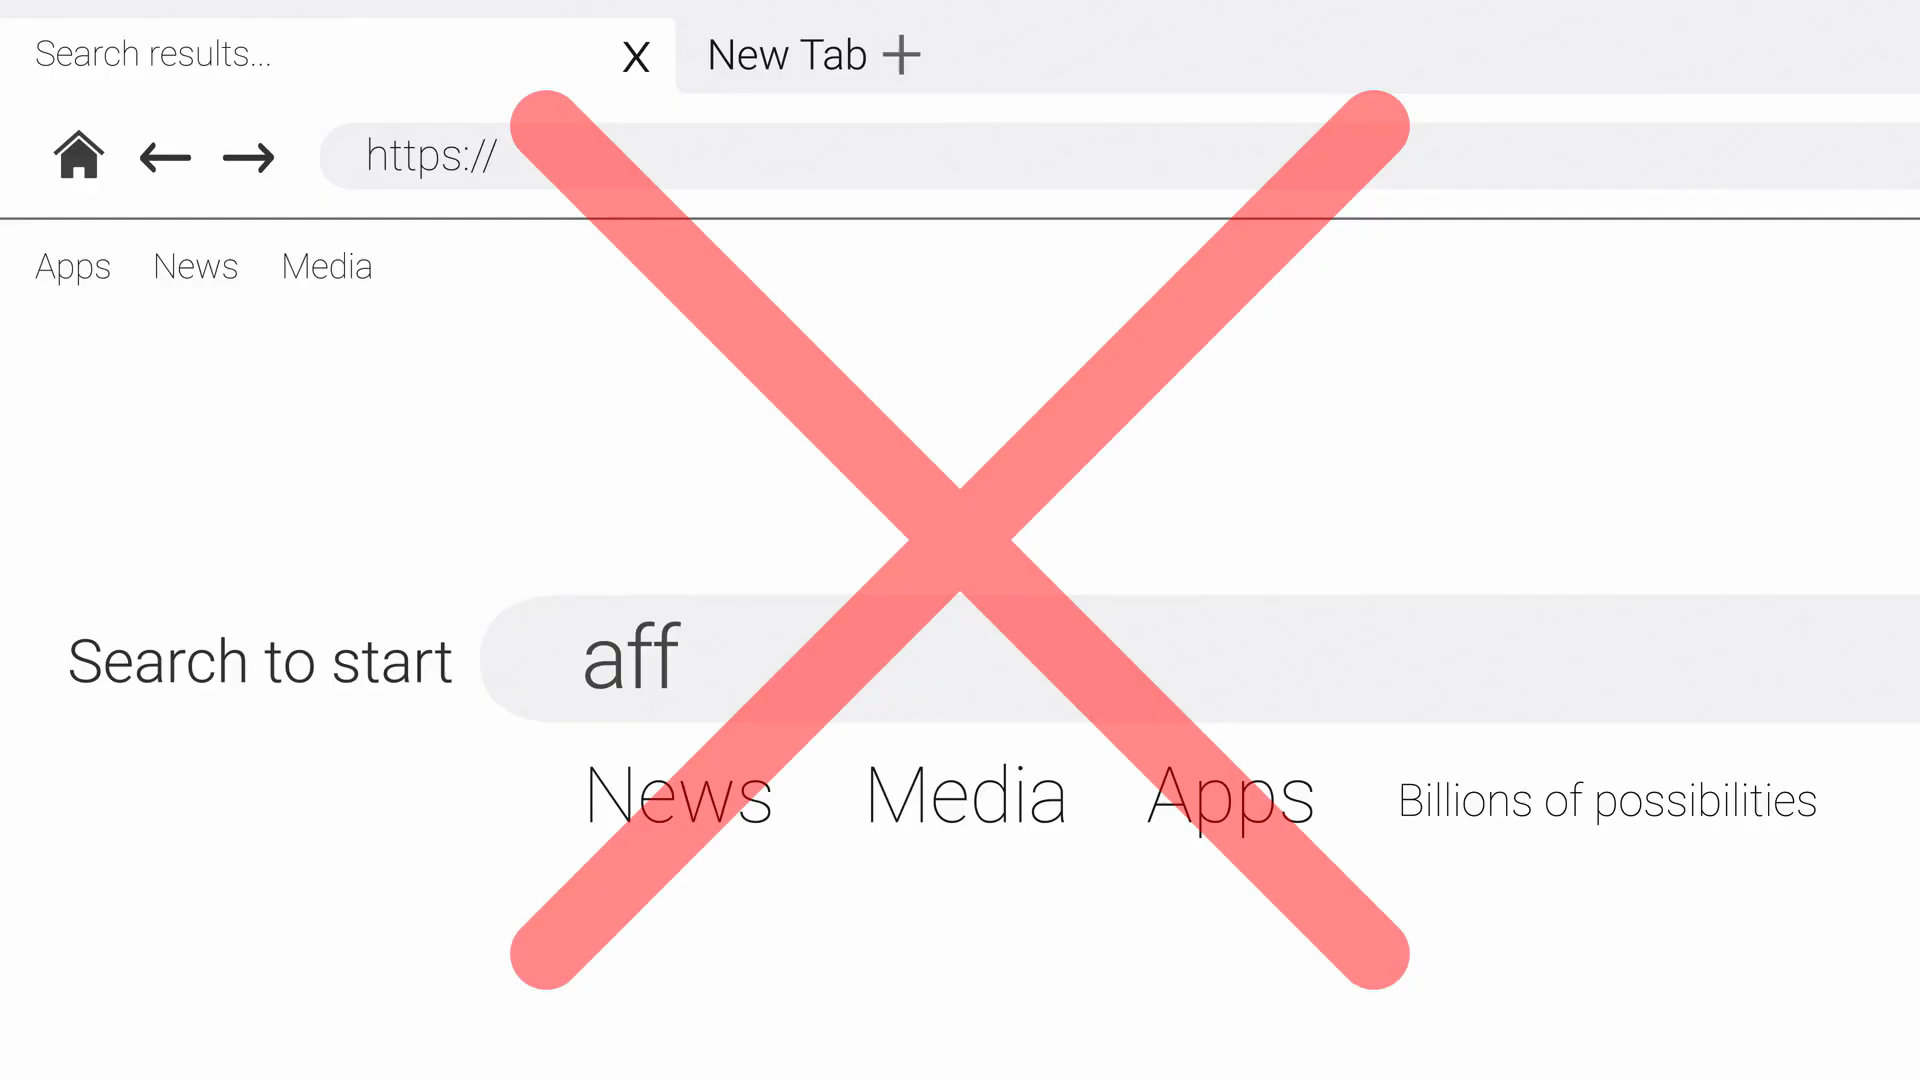 Search results... X New Tab +
https://
Apps News Media
Search to start aff
News Media Apps Billions of possibilities